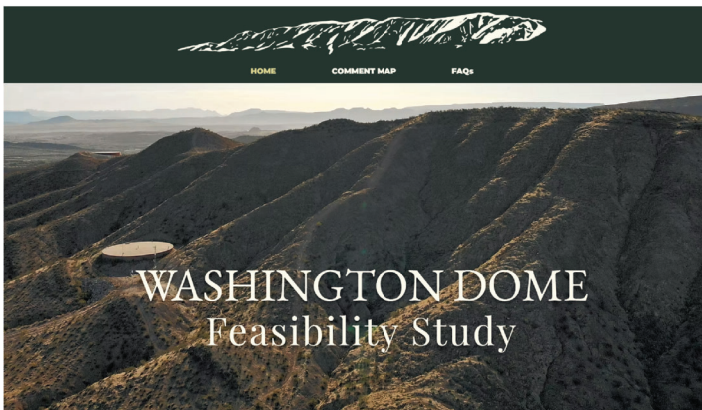 HOME COMMENT MAP FAQs
WASHINGTON DOME
Feasibility Study